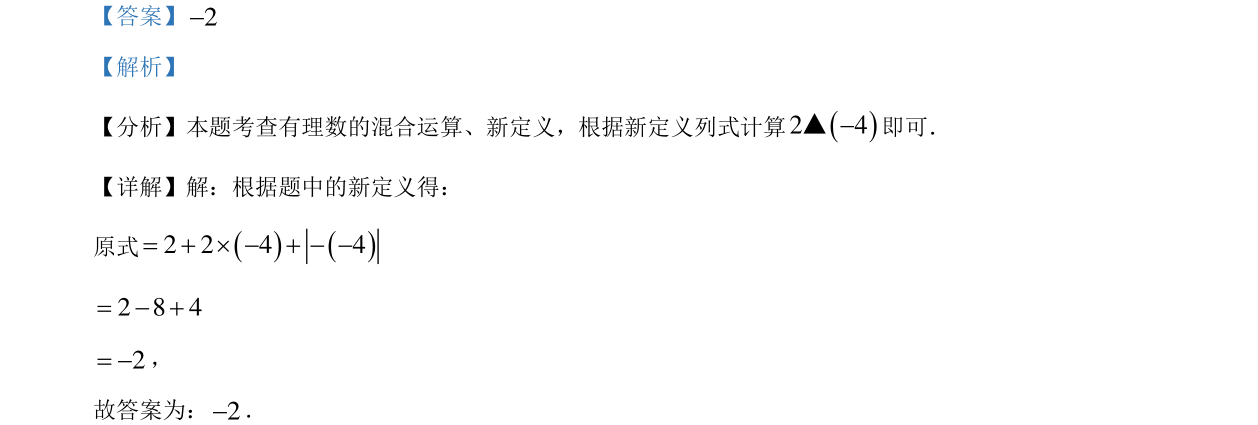 【答案】−2
【解析】
【分析】本题考查有理数的混合运算、新定义，根据新定义列式计算2▲(−4)即可．
【详解】解：根据题中的新定义得：
原式=2+2×(−4)+|−(−4)|
=2−8+4
=−2，
故答案为：−2．